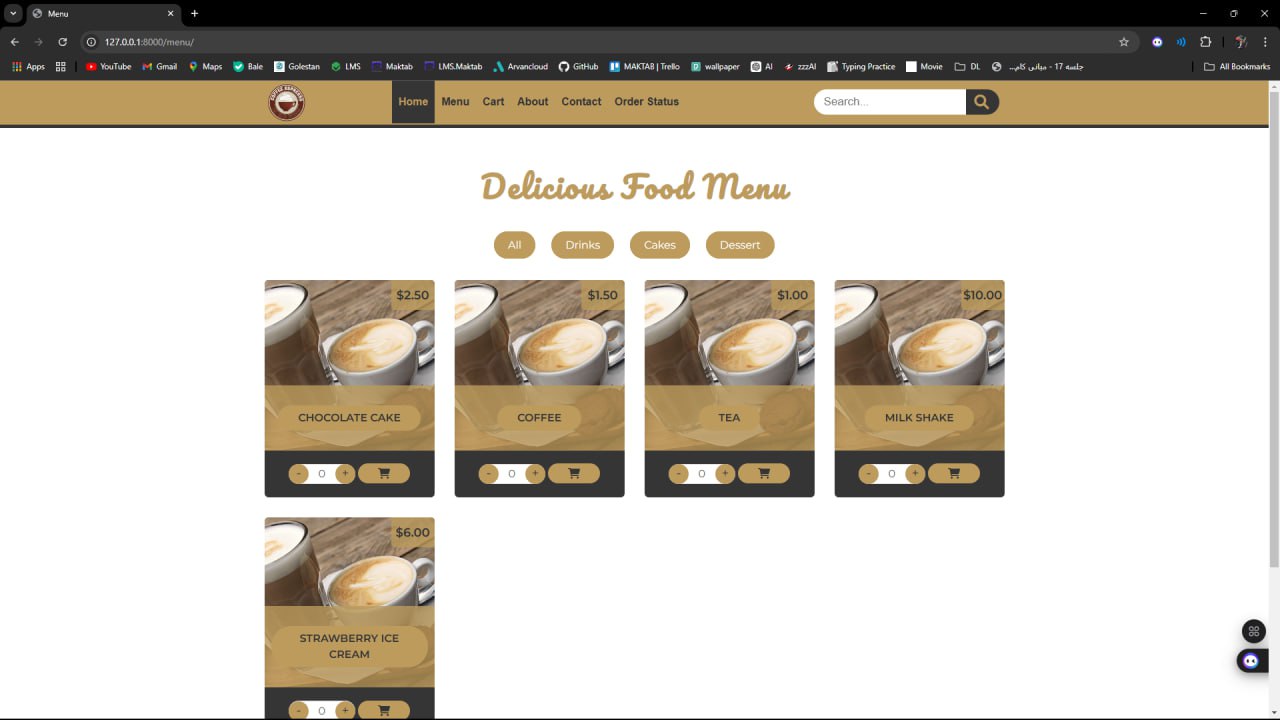 Menu
127.0.0.1:8000/menu/
Apps
YouTube
Gmail
Maps
Bale
Golestan
LMS
Maktab
LMS.Maktab
Arvancloud
GitHub
MAKTAB | Trello
wallpaper
AI
zzzAI
Typing Practice
Movie
DL
جلسه 17 - مبانی کام...
All Bookmarks
Home Menu Cart About Contact Order Status
Search...
Delicious Food Menu
All Drinks Cakes Dessert
$2.50
CHOCOLATE CAKE
- 0 +
$1.50
COFFEE
- 0 +
$1.00
TEA
- 0 +
$10.00
MILK SHAKE
- 0 +
$6.00
STRAWBERRY ICE
CREAM
- 0 +